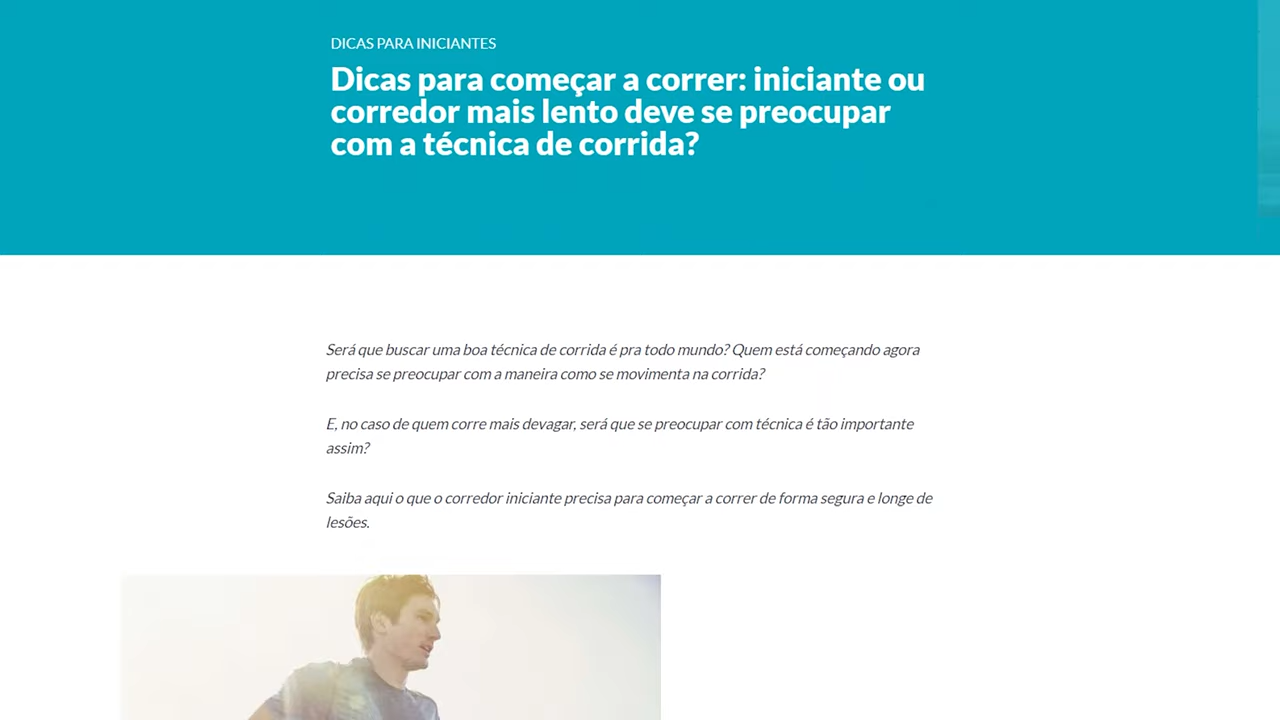 DICAS PARA INICIANTES
Dicas para começar a correr: iniciante ou
corredor mais lento deve se preocupar
com a técnica de corrida?
Será que buscar uma boa técnica de corrida é pra todo mundo? Quem está começando agora
precisa se preocupar com a maneira como se movimenta na corrida?
E, no caso de quem corre mais devagar, será que se preocupar com técnica é tão importante
assim?
Saiba aqui o que o corredor iniciante precisa para começar a correr de forma segura e longe de
lesões.